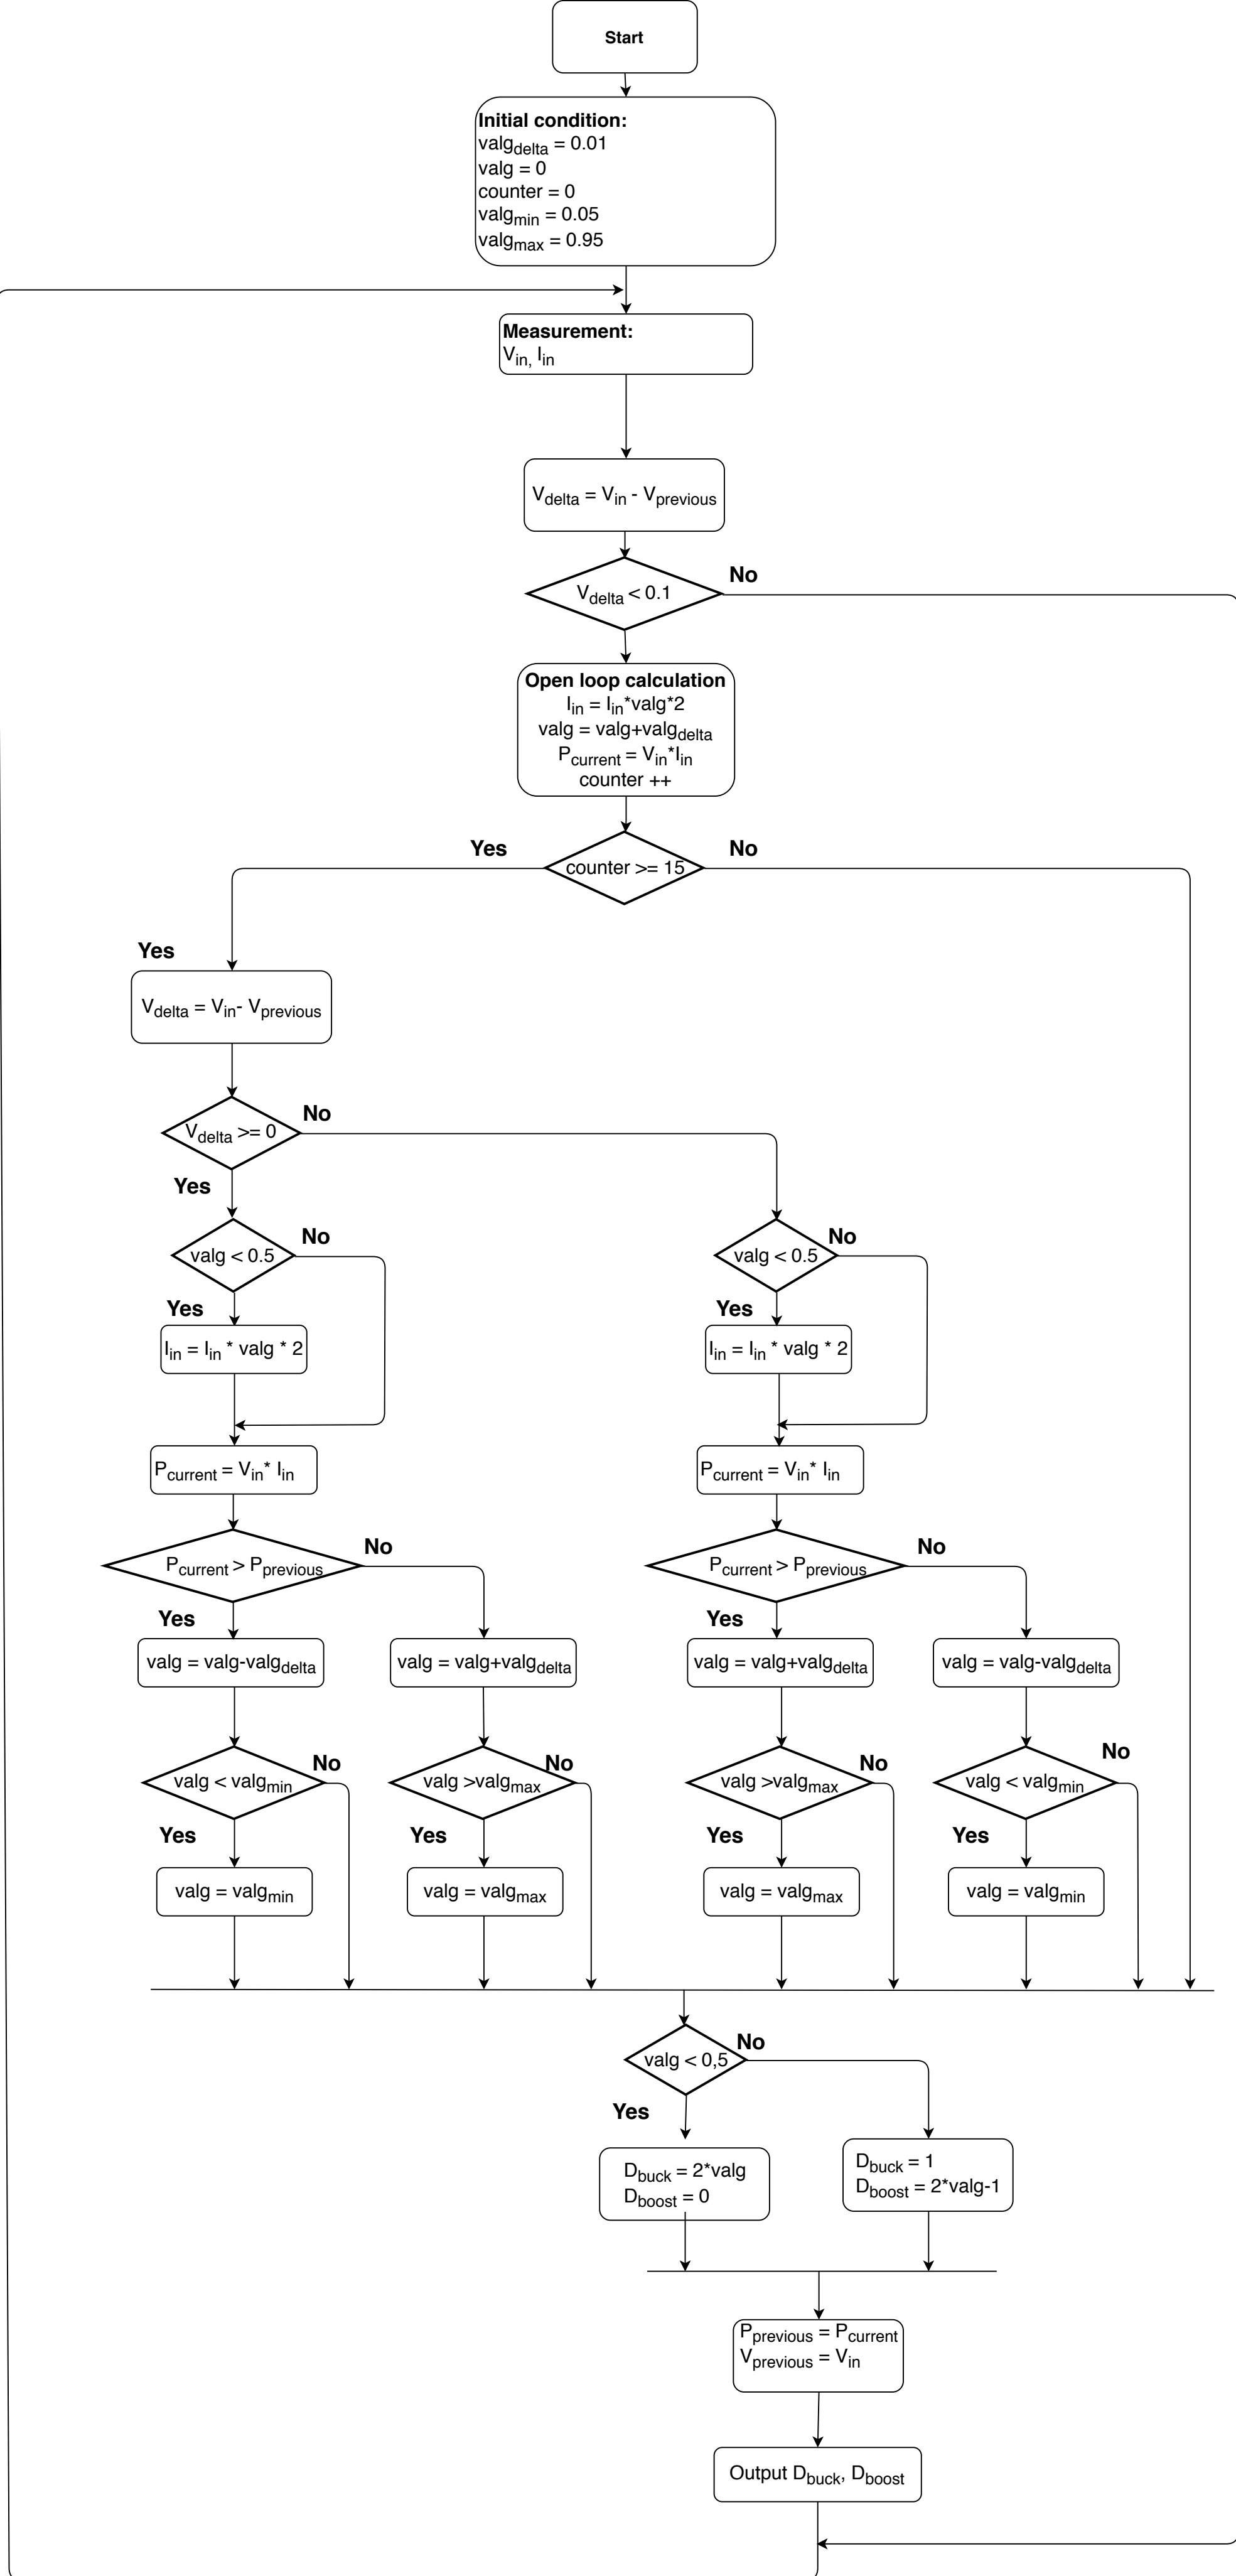 Start
Initial condition:
valgdelta = 0.01
valg = 0
counter = 0
valgmin = 0.05
valgmax = 0.95
Measurement:
Vin, Iin
Vdelta = Vin - Vprevious
No
Vdelta < 0.1
Open loop calculation
Iin = Iin*valg*2
valg = valg+valgdelta
Pcurrent = Vin*Iin
counter ++
Yes
No
counter >= 15
Yes
Vdelta = Vin- Vprevious
No
Vdelta >= 0
Yes
No
No
valg < 0.5
valg < 0.5
Yes
Yes
Iin = Iin * valg * 2
Iin = Iin * valg * 2
Pcurrent = Vin* Iin
Pcurrent = Vin* Iin
No
No
Pcurrent > Pprevious
Pcurrent > Pprevious
Yes
Yes
valg = valg-valgdelta
valg = valg+valgdelta
valg = valg+valgdelta
valg = valg-valgdelta
No
No
No
No
valg < valgmin
valg >valgmax
valg >valgmax
valg < valgmin
Yes
Yes
Yes
Yes
valg = valgmin
valg = valgmax
valg = valgmax
valg = valgmin
No
valg < 0,5
Yes
Dbuck = 2*valg
Dboost = 0
Dbuck = 1
Dboost = 2*valg-1
Pprevious = Pcurrent
Vprevious = Vin
Output Dbuck, Dboost